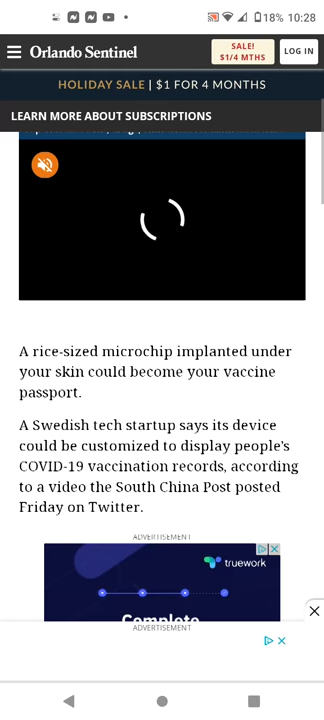 18% 10:28
Orlando Sentinel
SALE!
$1/4 MTHS
LOG IN
HOLIDAY SALE | $1 FOR 4 MONTHS
LEARN MORE ABOUT SUBSCRIPTIONS
A rice-sized microchip implanted under
your skin could become your vaccine
passport.
A Swedish tech startup says its device
could be customized to display people's
COVID-19 vaccination records, according
to a video the South China Post posted
Friday on Twitter.
ADVERTISEMENT
truework
Complete
ADVERTISEMENT